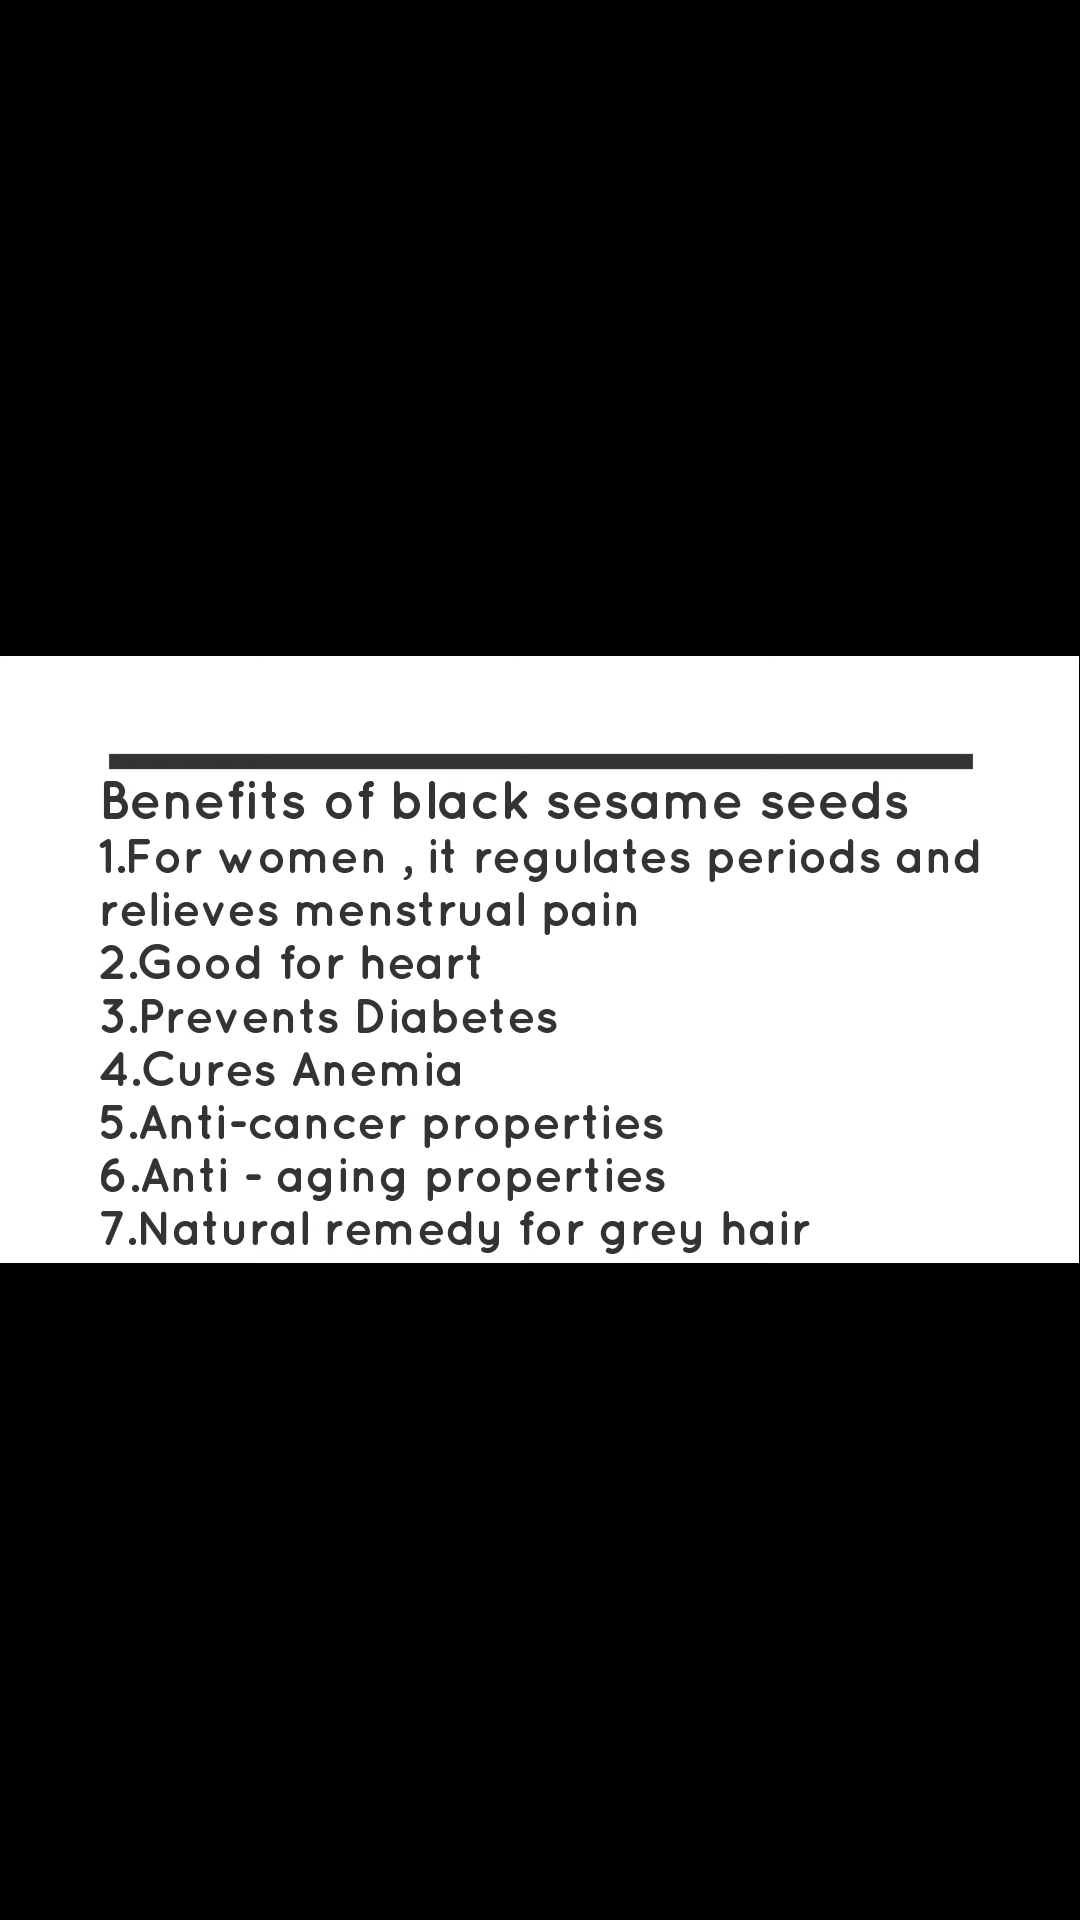 Benefits of black sesame seeds
1.For women , it regulates periods and
relieves menstrual pain
2.Good for heart
3.Prevents Diabetes
4.Cures Anemia
5.Anti-cancer properties
6.Anti - aging properties
7.Natural remedy for grey hair